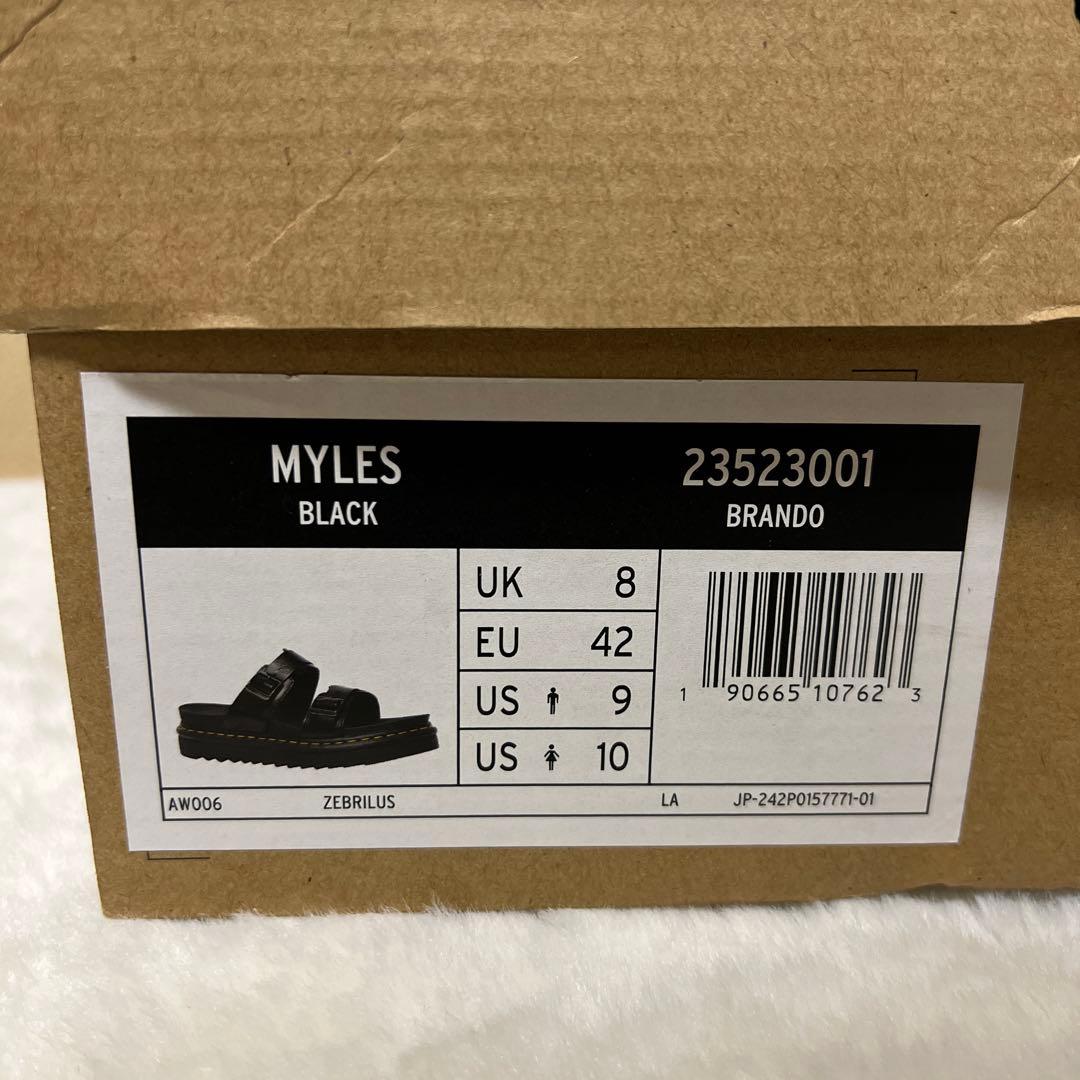 MYLES
BLACK
23523001
BRANDO
UK 8
EU 42
US 9
US 10
1 90665 10762 3
AW006 ZEBRILUS LA JP-242P0157771-01